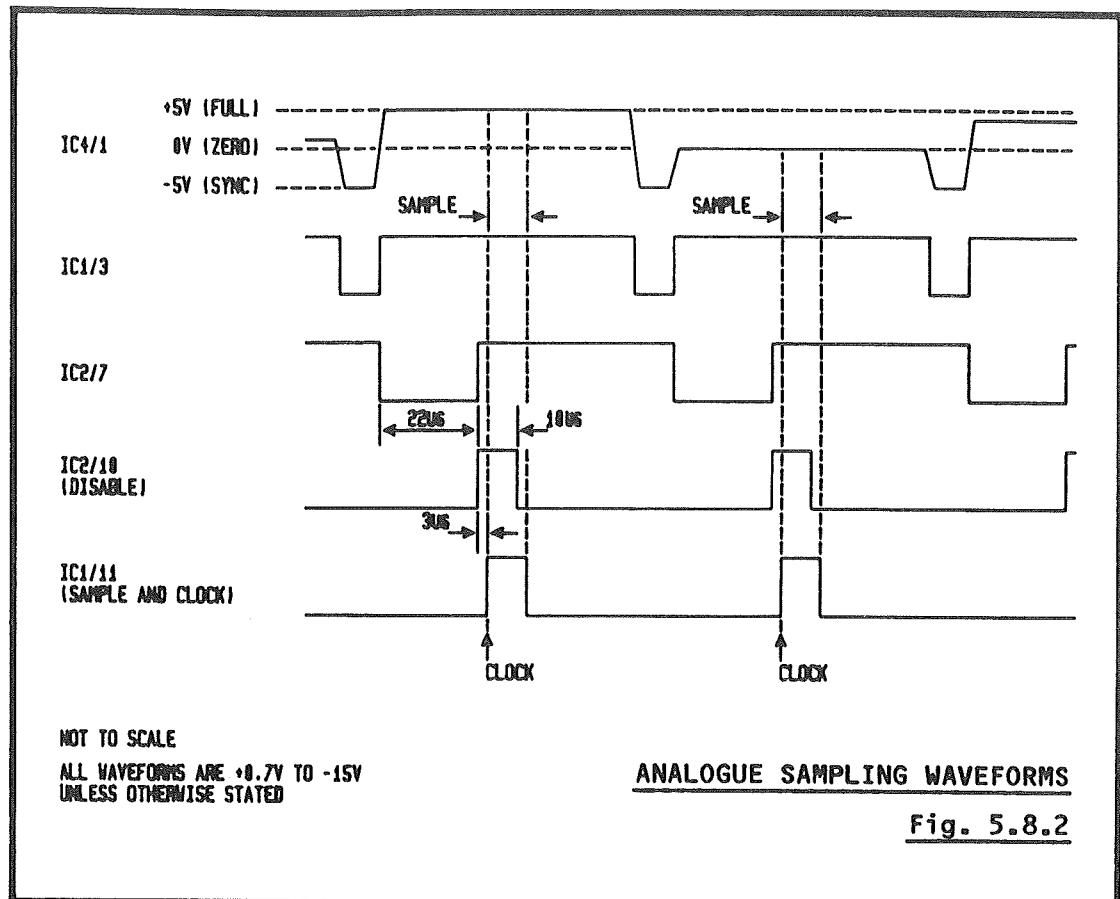 +5V (FULL)
IC4/1 0V (ZERO)
-5V (SYNC)
SAMPLE SAMPLE
IC1/3
IC2/7
22US 10US
IC2/10
(DISABLE)
3US
IC1/11
(SAMPLE AND CLOCK)
CLOCK CLOCK
NOT TO SCALE
ALL WAVEFORMS ARE +0.7V TO -15V
UNLESS OTHERWISE STATED
ANALOGUE SAMPLING WAVEFORMS
Fig. 5.8.2